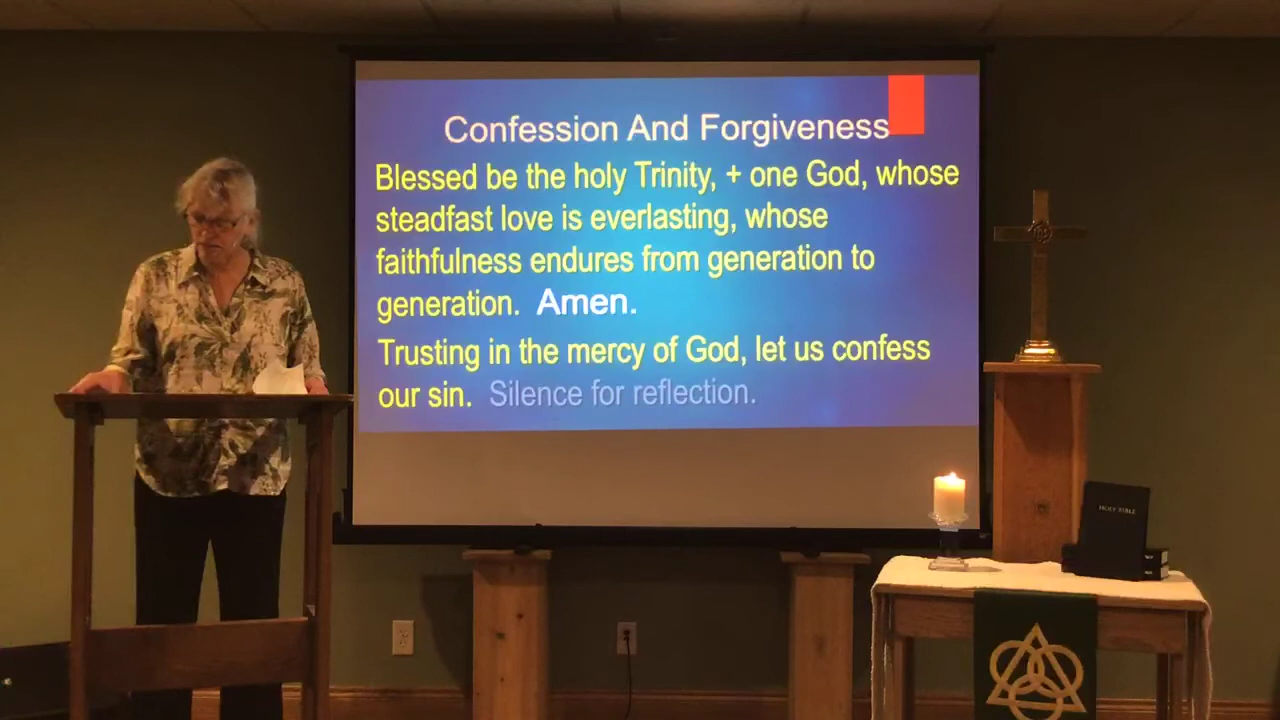 Confession And Forgiveness
Blessed be the holy Trinity, + one God, whose
steadfast love is everlasting, whose
faithfulness endures from generation to
generation. Amen.
Trusting in the mercy of God, let us confess
our sin. Silence for reflection.
HOLY BIBLE